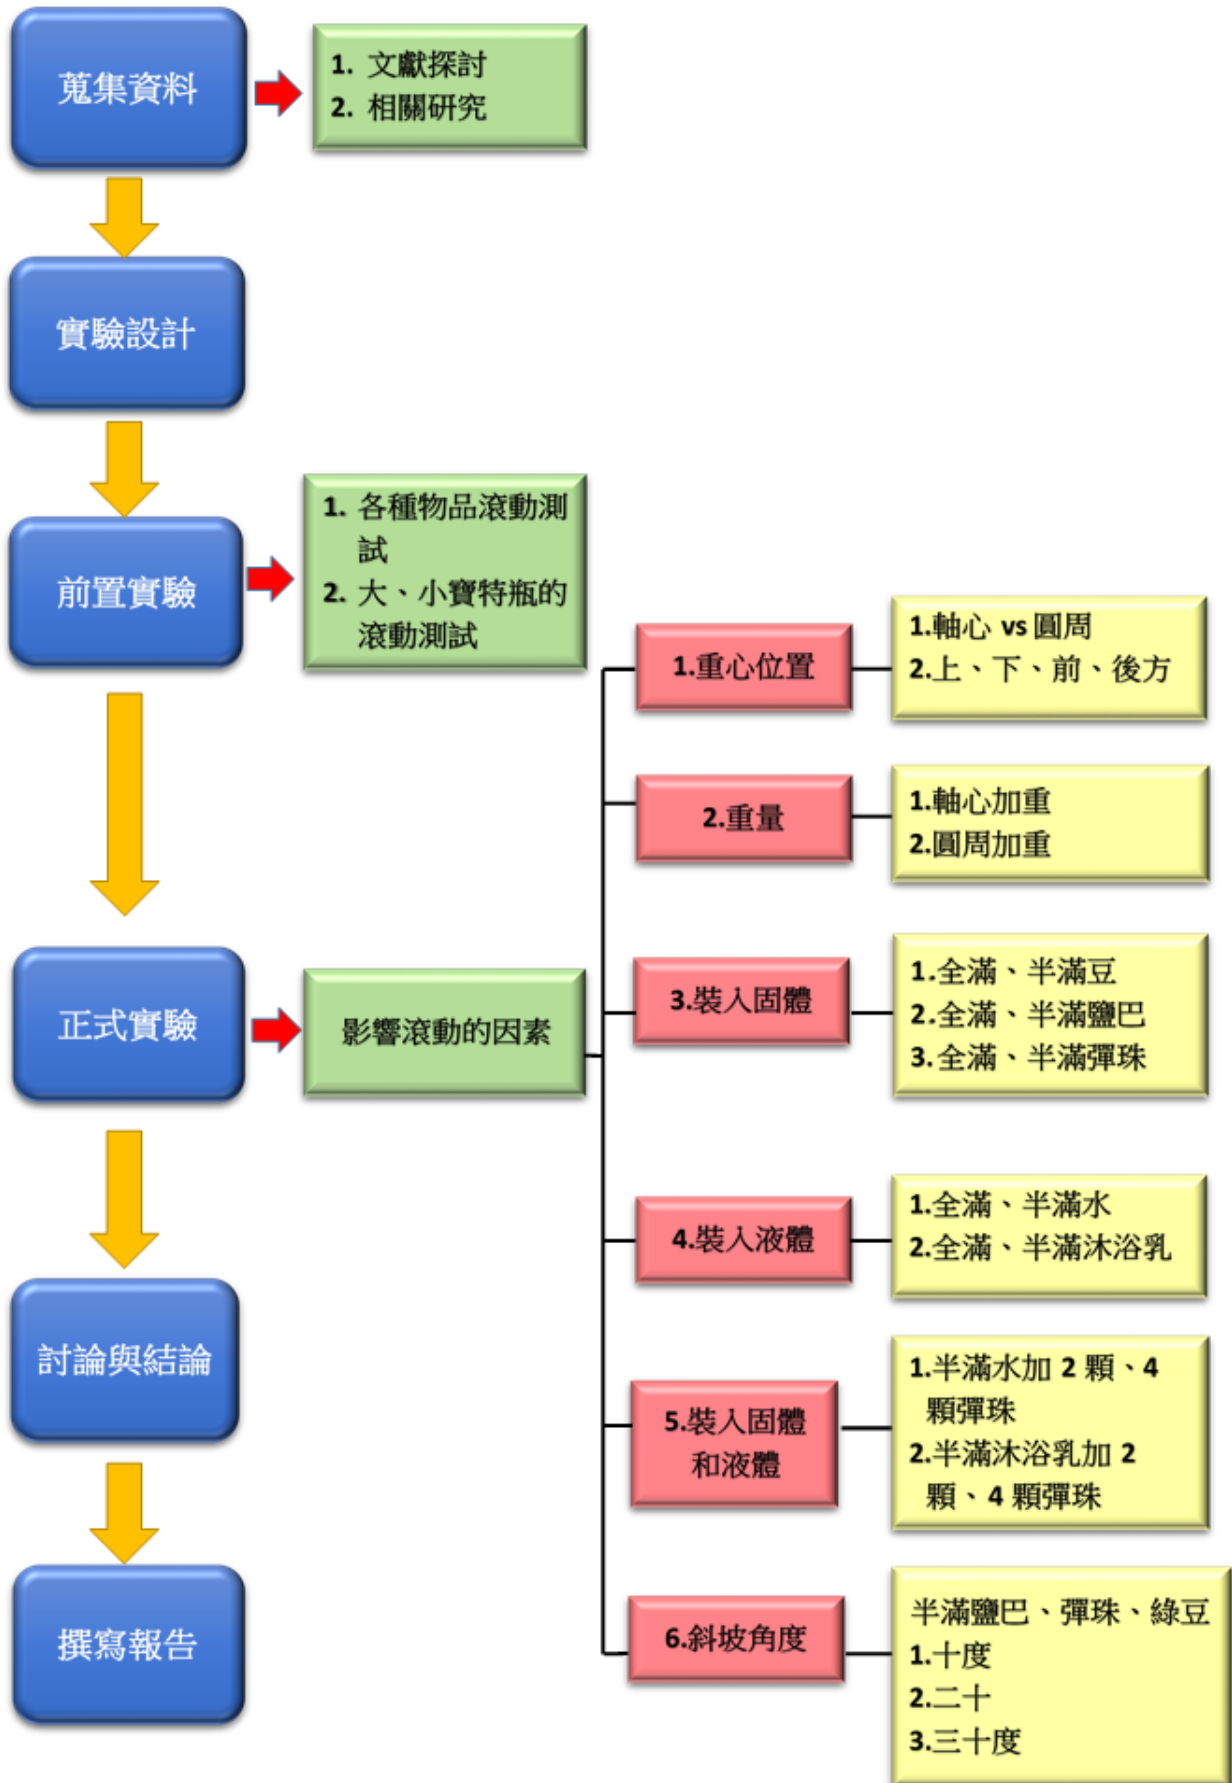 蒐集資料
1. 文獻探討
2. 相關研究
實驗設計
前置實驗
1. 各種物品滾動測
試
2. 大、小寶特瓶的
滾動測試
正式實驗
影響滾動的因素
1.重心位置
1.軸心 vs 圓周
2.上、下、前、後方
2.重量
1.軸心加重
2.圓周加重
3.裝入固體
1.全滿、半滿豆
2.全滿、半滿鹽巴
3.全滿、半滿彈珠
4.裝入液體
1.全滿、半滿水
2.全滿、半滿沐浴乳
5.裝入固體
和液體
1.半滿水加 2 顆、4
顆彈珠
2.半滿沐浴乳加 2
顆、4 顆彈珠
6.斜坡角度
半滿鹽巴、彈珠、綠豆
1.十度
2.二十
3.三十度
討論與結論
撰寫報告